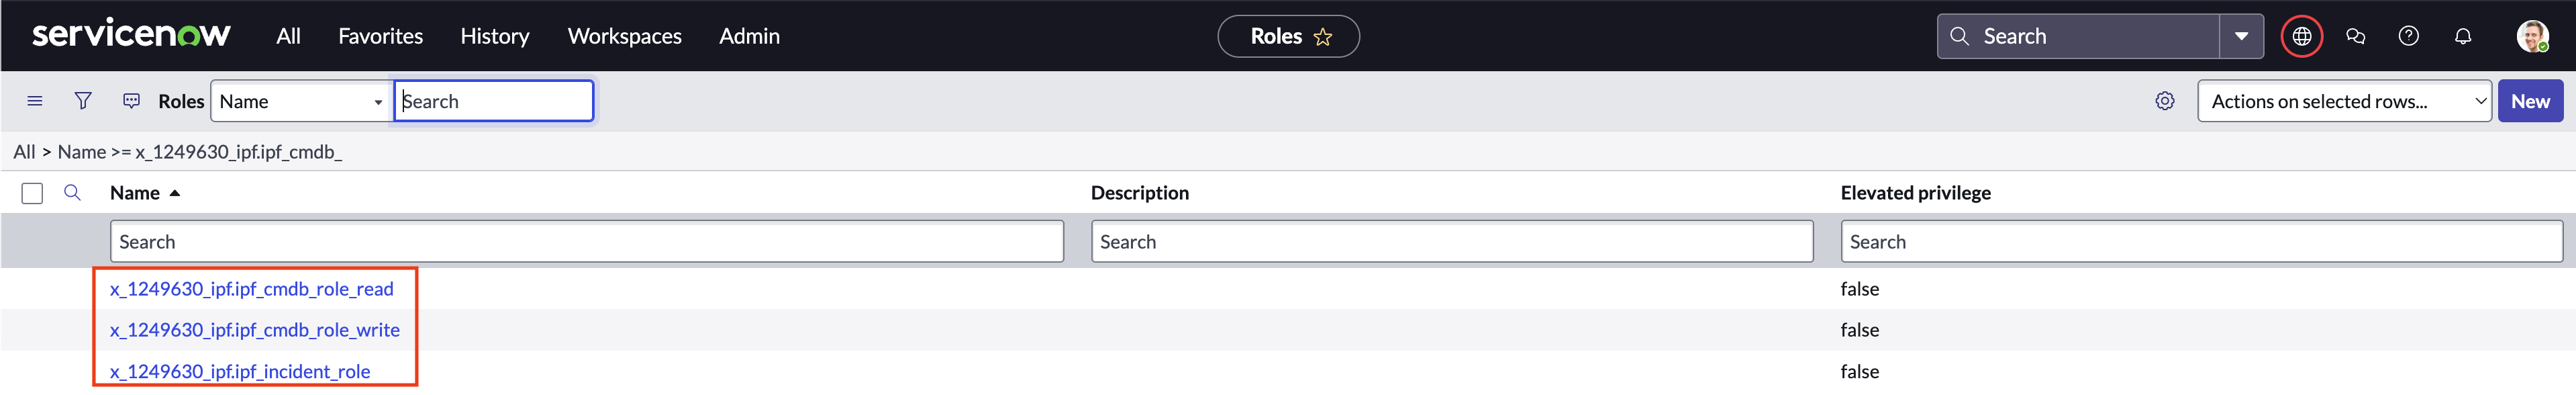 servicenow All Favorites History Workspaces Admin Roles Search
Roles Name Search Actions on selected rows... New
All > Name >= x_1249630_ipf.ipf_cmdb_
Name Description Elevated privilege
Search Search Search
x_1249630_ipf.ipf_cmdb_role_read false
x_1249630_ipf.ipf_cmdb_role_write false
x_1249630_ipf.ipf_incident_role false